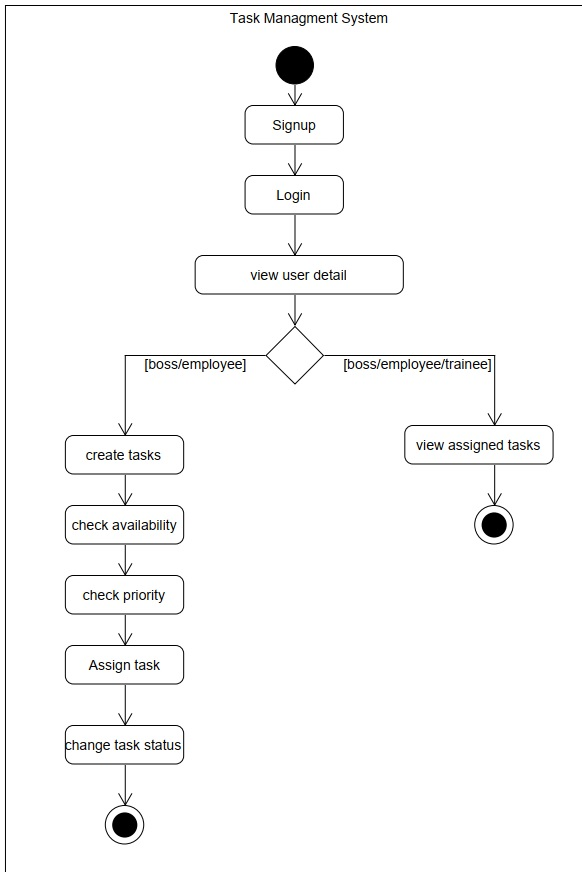 Task Managment System
Signup
Login
view user detail
[boss/employee]
[boss/employee/trainee]
create tasks
view assigned tasks
check availability
check priority
Assign task
change task status